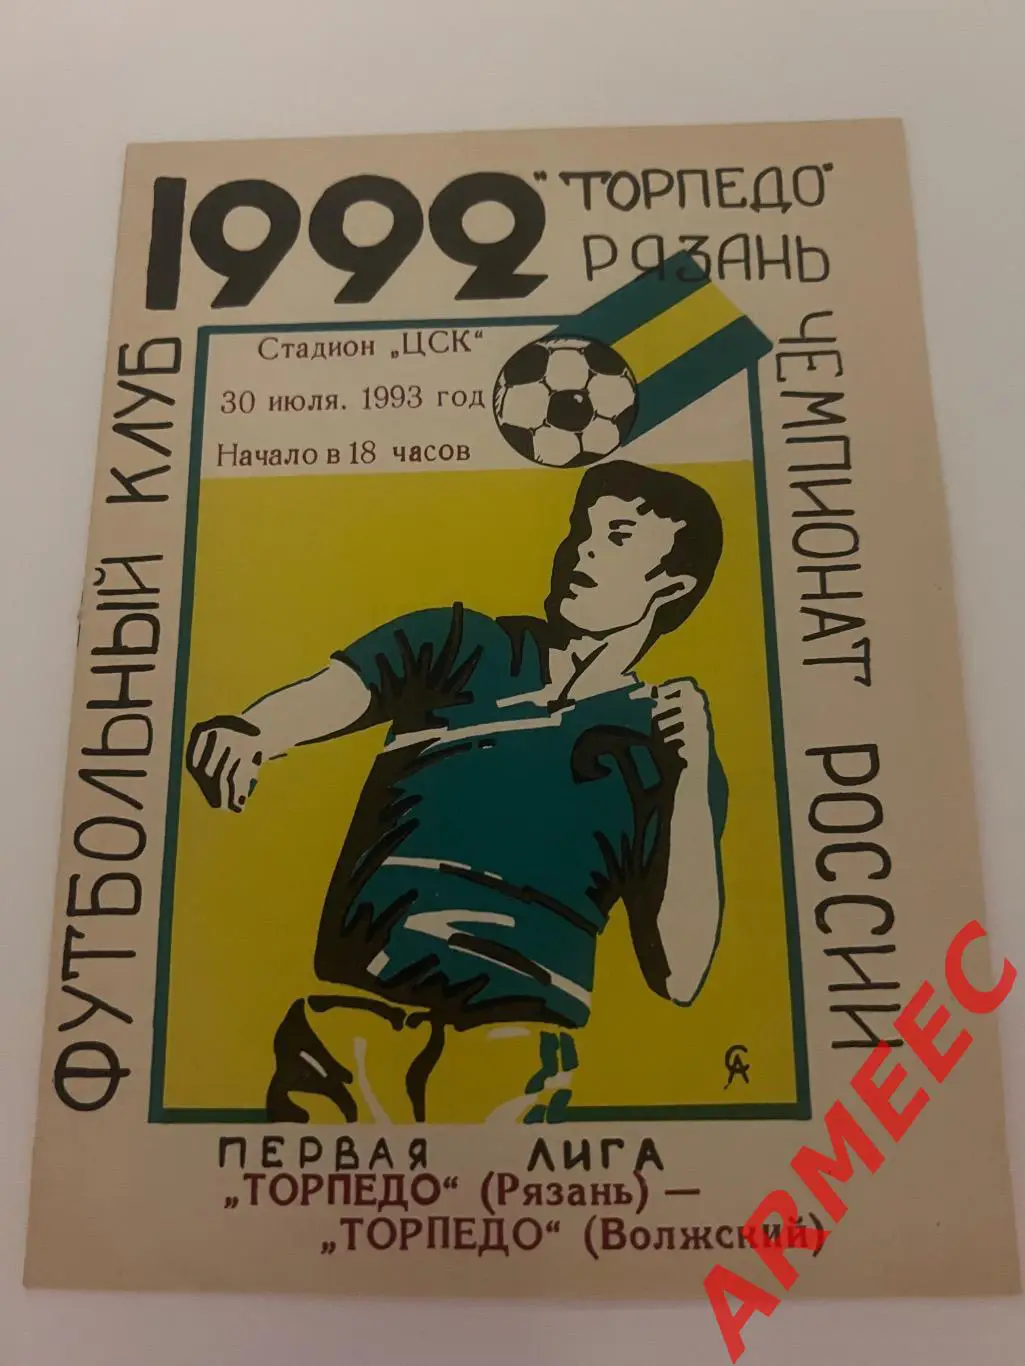 1992
"ТОРПЕДО"
РЯЗАНЬ
ЧЕМПИОНАТ РОССИИ
ФУТБОЛЬНЫЙ КЛУБ
Стадион „ЦСК“
30 июля. 1993 год
Начало в 18 часов
СА
ПЕРВАЯ ЛИГА
„ТОРПЕДО“ (Рязань) —
„ТОРПЕДО“ (Волжский)
ARMEEC